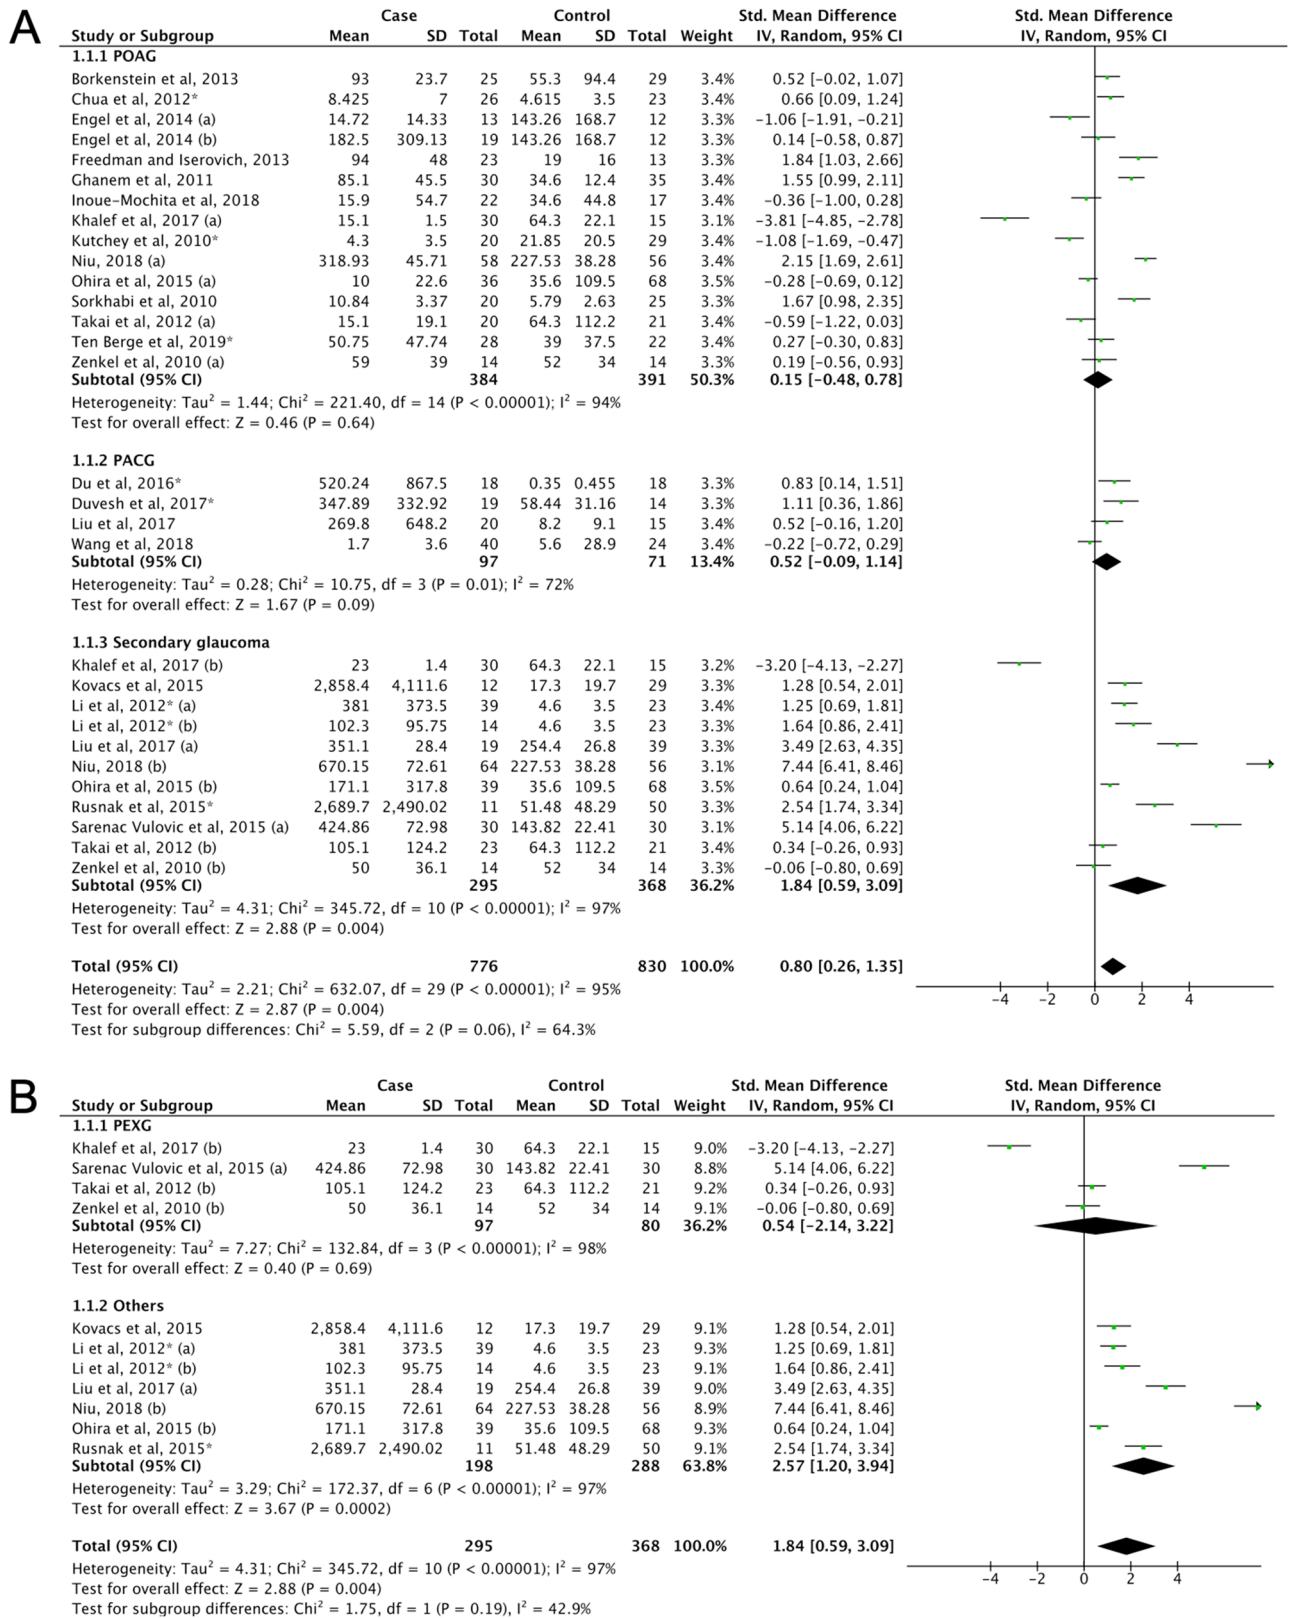 A
Case Control Std. Mean Difference Std. Mean Difference
Study or Subgroup Mean SD Total Mean SD Total Weight IV, Random, 95% CI IV, Random, 95% CI
1.1.1 POAG
Borkenstein et al, 2013 93 23.7 25 55.3 94.4 29 3.4% 0.52 [−0.02, 1.07]
Chua et al, 2012* 8.425 7 26 4.615 3.5 23 3.4% 0.66 [0.09, 1.24]
Engel et al, 2014 (a) 14.72 14.33 13 143.26 168.7 12 3.3% −1.06 [−1.91, −0.21]
Engel et al, 2014 (b) 182.5 309.13 19 143.26 168.7 12 3.4% 0.14 [−0.58, 0.87]
Freedman and Iserovich, 2013 94 48 23 19 16 13 3.3% 1.84 [1.03, 2.66]
Ghanem et al, 2011 85.1 45.5 30 34.6 12.4 35 3.4% 1.55 [0.99, 2.11]
Inoue−Mochita et al, 2018 15.9 54.7 22 34.6 44.8 17 3.4% −0.36 [−1.00, 0.28]
Khalef et al, 2017 (a) 15.1 1.5 30 64.3 22.1 15 3.1% −3.81 [−4.85, −2.78]
Kutchey et al, 2010* 4.3 3.5 20 21.85 20.5 29 3.4% −1.08 [−1.69, −0.47]
Niu, 2018 (a) 318.93 45.71 58 227.53 38.28 56 3.4% 2.15 [1.69, 2.61]
Ohira et al, 2015 (a) 10 22.6 36 35.6 109.5 68 3.4% −0.28 [−0.69, 0.12]
Sorkhabi et al, 2010 10.84 3.37 20 5.79 2.63 25 3.3% 1.67 [0.98, 2.35]
Takai et al, 2012 (a) 15.1 19.1 20 64.3 112.2 21 3.4% −0.59 [−1.22, 0.03]
Ten Berge et al, 2019* 50.75 47.74 28 39 37.5 22 3.4% 0.27 [−0.30, 0.83]
Zenkel et al, 2010 (a) 59 39 14 52 34 14 3.3% 0.19 [−0.56, 0.93]
Subtotal (95% CI) 384 391 50.3% 0.15 [−0.48, 0.78]
Heterogeneity: Tau² = 1.44; Chi² = 221.40, df = 14 (P < 0.00001); I² = 94%
Test for overall effect: Z = 0.46 (P = 0.64)
1.1.2 PACG
Du et al, 2016* 520.24 867.5 18 0.35 0.455 18 3.3% 0.83 [0.14, 1.51]
Duvesh et al, 2017* 347.89 332.92 19 58.44 31.16 14 3.3% 1.11 [0.36, 1.86]
Liu et al, 2017 269.8 648.2 20 8.2 9.1 15 3.4% 0.52 [−0.16, 1.20]
Wang et al, 2018 1.7 3.6 40 5.6 28.9 24 3.4% −0.22 [−0.72, 0.29]
Subtotal (95% CI) 97 71 13.4% 0.52 [−0.09, 1.14]
Heterogeneity: Tau² = 0.28; Chi² = 10.75, df = 3 (P = 0.01); I² = 72%
Test for overall effect: Z = 1.67 (P = 0.09)
1.1.3 Secondary glaucoma
Khalef et al, 2017 (b) 23 1.4 30 64.3 22.1 15 3.2% −3.20 [−4.13, −2.27]
Kovacs et al, 2015 2,858.4 4,111.6 12 17.3 19.7 29 3.3% 1.28 [0.54, 2.01]
Li et al, 2012* (a) 381 373.5 39 4.6 3.5 23 3.4% 1.25 [0.69, 1.81]
Li et al, 2012* (b) 102.3 95.75 14 4.6 3.5 23 3.3% 1.64 [0.86, 2.41]
Liu et al, 2017 (a) 351.1 28.4 19 254.4 26.8 39 3.3% 3.49 [2.63, 4.35]
Niu, 2018 (b) 670.15 72.61 64 227.53 38.28 56 3.1% 7.44 [6.41, 8.46]
Ohira et al, 2015 (b) 171.1 317.8 39 35.6 109.5 68 3.4% 0.64 [0.24, 1.04]
Rusnak et al, 2015* 2,689.7 2,490.02 11 51.48 48.29 50 3.3% 2.54 [1.74, 3.34]
Sarenac Vulovic et al, 2015 (a) 424.86 72.98 30 143.82 22.41 30 3.1% 5.14 [4.06, 6.22]
Takai et al, 2012 (b) 105.1 124.2 23 64.3 112.2 21 3.4% 0.34 [−0.26, 0.93]
Zenkel et al, 2010 (b) 50 36.1 14 52 34 14 3.3% −0.06 [−0.80, 0.69]
Subtotal (95% CI) 295 368 36.2% 1.84 [0.59, 3.09]
Heterogeneity: Tau² = 4.31; Chi² = 345.72, df = 10 (P < 0.00001); I² = 97%
Test for overall effect: Z = 2.88 (P = 0.004)
Total (95% CI) 776 830 100.0% 0.80 [0.26, 1.35]
Heterogeneity: Tau² = 2.21; Chi² = 632.07, df = 29 (P < 0.00001); I² = 95%
Test for overall effect: Z = 2.87 (P = 0.004)
Test for subgroup differences: Chi² = 5.59, df = 2 (P = 0.06), I² = 64.3%
−4 −2 0 2 4
B
Case Control Std. Mean Difference Std. Mean Difference
Study or Subgroup Mean SD Total Mean SD Total Weight IV, Random, 95% CI IV, Random, 95% CI
1.1.1 PEXG
Khalef et al, 2017 (b) 23 1.4 30 64.3 22.1 15 9.0% −3.20 [−4.13, −2.27]
Sarenac Vulovic et al, 2015 (a) 424.86 72.98 30 143.82 22.41 30 8.8% 5.14 [4.06, 6.22]
Takai et al, 2012 (b) 105.1 124.2 23 64.3 112.2 21 9.2% 0.34 [−0.26, 0.93]
Zenkel et al, 2010 (b) 50 36.1 14 52 34 14 9.1% −0.06 [−0.80, 0.69]
Subtotal (95% CI) 97 80 36.2% 0.54 [−2.14, 3.22]
Heterogeneity: Tau² = 7.27; Chi² = 132.84, df = 3 (P < 0.00001); I² = 98%
Test for overall effect: Z = 0.40 (P = 0.69)
1.1.2 Others
Kovacs et al, 2015 2,858.4 4,111.6 12 17.3 19.7 29 9.1% 1.28 [0.54, 2.01]
Li et al, 2012* (a) 381 373.5 39 4.6 3.5 23 9.3% 1.25 [0.69, 1.81]
Li et al, 2012* (b) 102.3 95.75 14 4.6 3.5 23 9.1% 1.64 [0.86, 2.41]
Liu et al, 2017 (a) 351.1 28.4 19 254.4 26.8 39 9.0% 3.49 [2.63, 4.35]
Niu, 2018 (b) 670.15 72.61 64 227.53 38.28 56 8.9% 7.44 [6.41, 8.46]
Ohira et al, 2015 (b) 171.1 317.8 39 35.6 109.5 68 9.4% 0.64 [0.24, 1.04]
Rusnak et al, 2015* 2,689.7 2,490.02 11 51.48 48.29 50 9.1% 2.54 [1.74, 3.34]
Subtotal (95% CI) 198 288 63.8% 2.57 [1.20, 3.94]
Heterogeneity: Tau² = 3.29; Chi² = 172.37, df = 6 (P < 0.00001); I² = 97%
Test for overall effect: Z = 3.67 (P = 0.0002)
Total (95% CI) 295 368 100.0% 1.84 [0.59, 3.09]
Heterogeneity: Tau² = 4.31; Chi² = 345.72, df = 10 (P < 0.00001); I² = 97%
Test for overall effect: Z = 2.88 (P = 0.004)
Test for subgroup differences: Chi² = 1.75, df = 1 (P = 0.19), I² = 42.9%
−4 −2 0 2 4